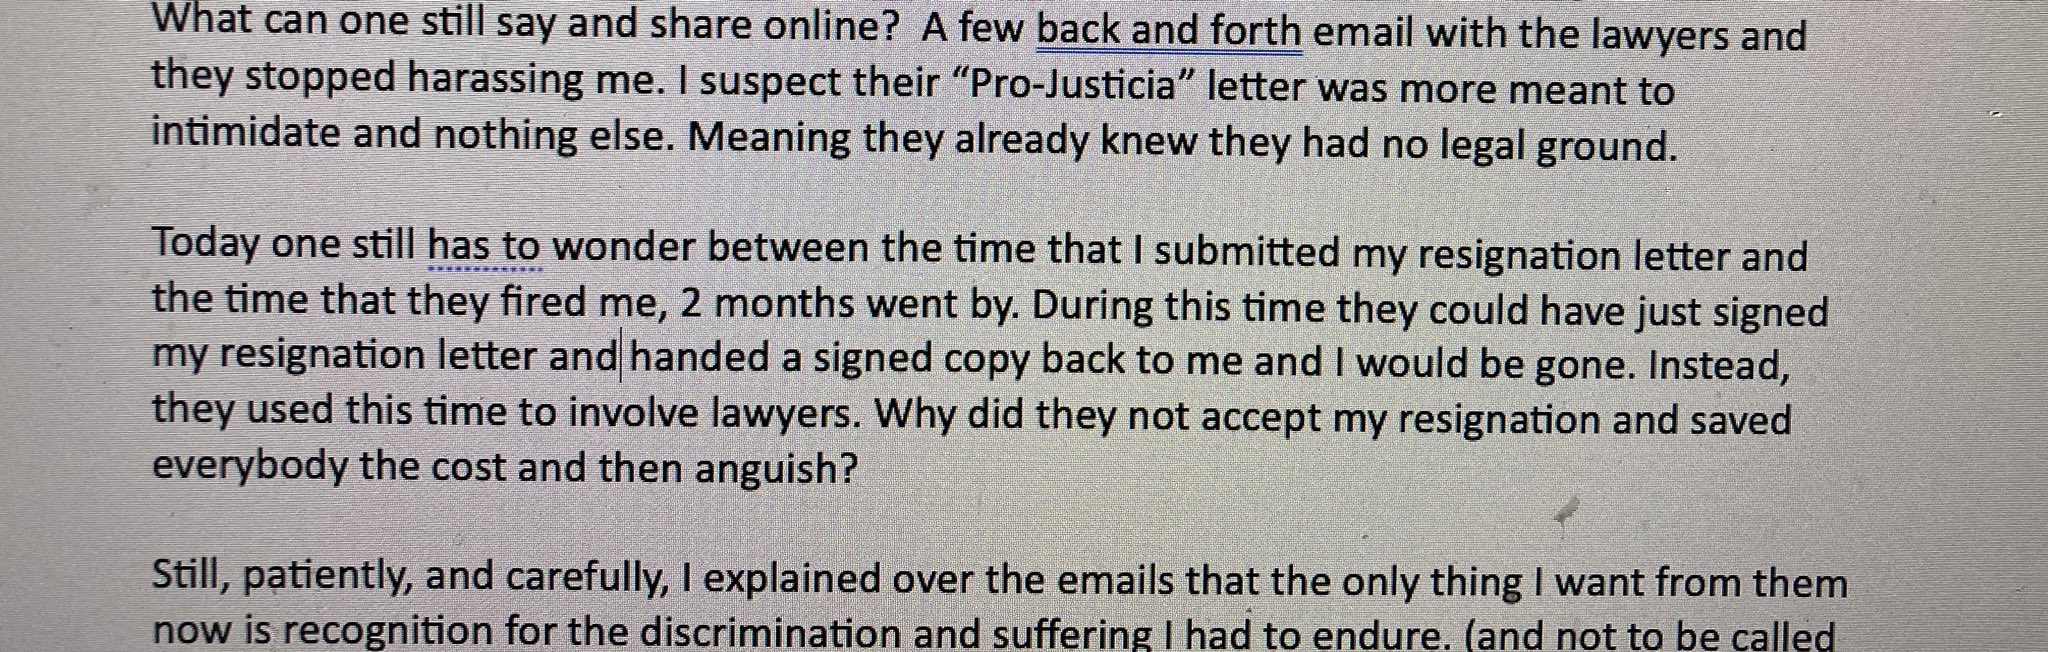 What can one still say and share online?  A few back and forth email with the lawyers and
they stopped harassing me. I suspect their “Pro-Justicia” letter was more meant to
intimidate and nothing else. Meaning they already knew they had no legal ground.
Today one still has to wonder between the time that I submitted my resignation letter and
the time that they fired me, 2 months went by. During this time they could have just signed
my resignation letter and handed a signed copy back to me and I would be gone. Instead,
they used this time to involve lawyers. Why did they not accept my resignation and saved
everybody the cost and then anguish?
Still, patiently, and carefully, I explained over the emails that the only thing I want from them
now is recognition for the discrimination and suffering I had to endure. (and not to be called